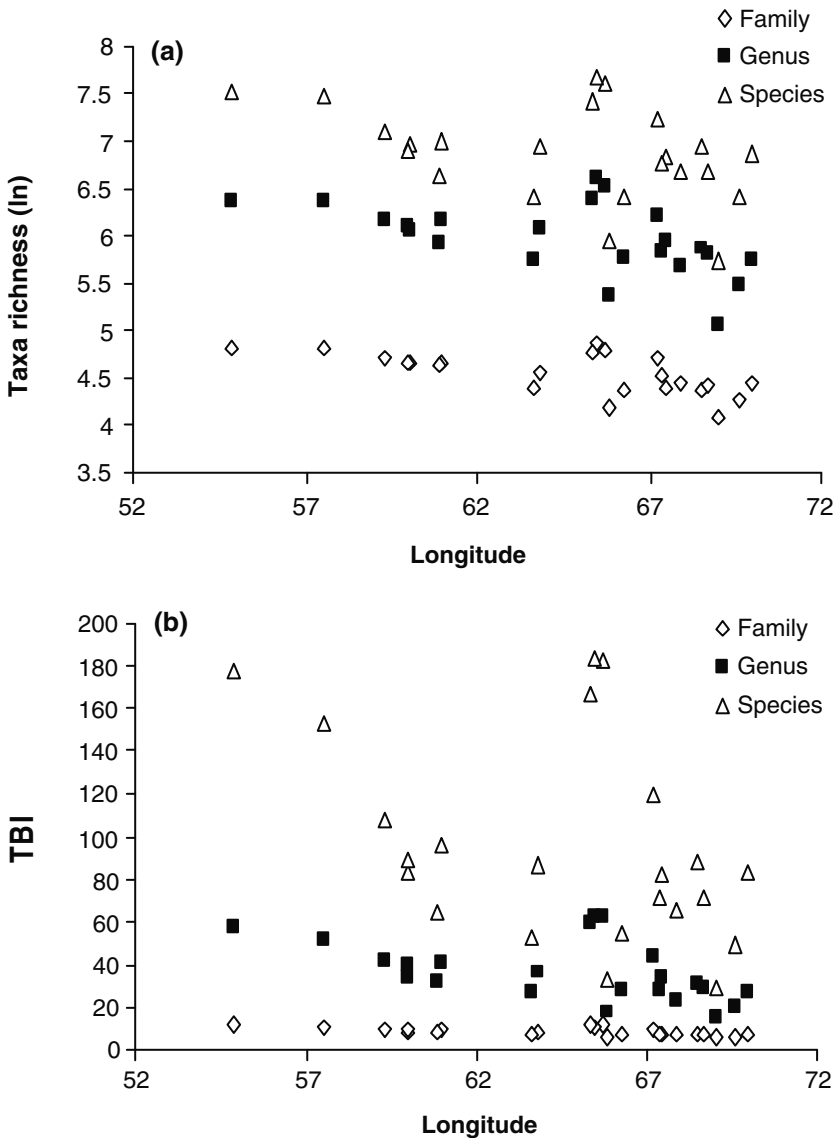 (a)
Family
Genus
Species
8
7.5
7
6.5
6
5.5
5
4.5
4
3.5
Taxa richness (ln)
52 57 62 67 72
Longitude
(b)
Family
Genus
Species
200
180
160
140
120
100
80
60
40
20
0
TBI
52 57 62 67 72
Longitude